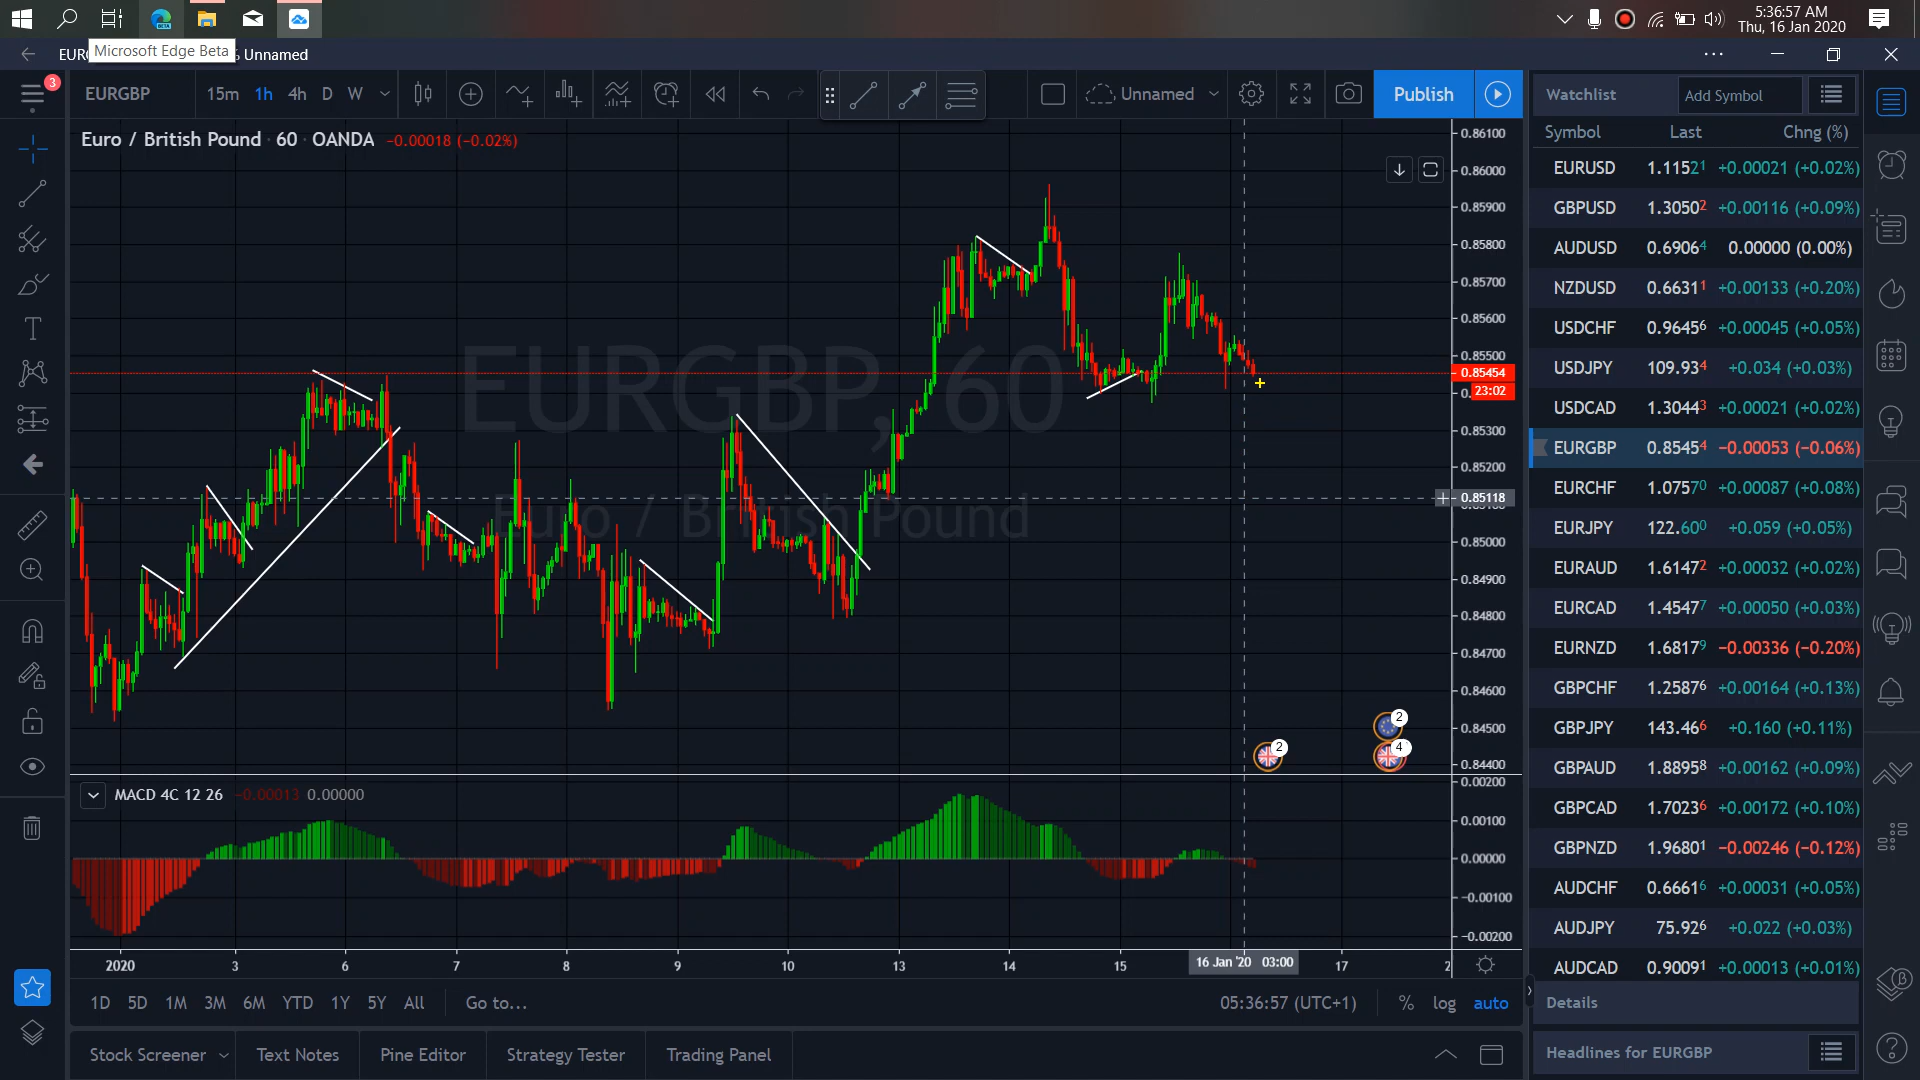 5:36:57 AM
Thu, 16 Jan 2020
Microsoft Edge Beta
Unnamed
3
EURGBP
15m 1h 4h D W
Unnamed
Publish
Watchlist
Add Symbol
Euro / British Pound · 60 · OANDA −0.00018 (−0.02%)
Symbol Last Chng (%)
EURUSD 1.11521 +0.00021 (+0.02%)
GBPUSD 1.30502 +0.00116 (+0.09%)
AUDUSD 0.69064 0.00000 (0.00%)
NZDUSD 0.66311 +0.00133 (+0.20%)
USDCHF 0.96456 +0.00045 (+0.05%)
USDJPY 109.934 +0.034 (+0.03%)
USDCAD 1.30443 +0.00021 (+0.02%)
EURGBP 0.85454 −0.00053 (−0.06%)
EURCHF 1.07570 +0.00087 (+0.08%)
EURJPY 122.600 +0.059 (+0.05%)
EURAUD 1.61472 +0.00032 (+0.02%)
EURCAD 1.45477 +0.00050 (+0.03%)
EURNZD 1.68179 −0.00336 (−0.20%)
GBPCHF 1.25876 +0.00164 (+0.13%)
GBPJPY 143.466 +0.160 (+0.11%)
GBPAUD 1.88958 +0.00162 (+0.09%)
GBPCAD 1.70236 +0.00172 (+0.10%)
GBPNZD 1.96801 −0.00246 (−0.12%)
AUDCHF 0.66616 +0.00031 (+0.05%)
AUDJPY 75.926 +0.022 (+0.03%)
AUDCAD 0.90091 +0.00013 (+0.01%)
Details
Headlines for EURGBP
0.86100
0.86000
0.85900
0.85800
0.85700
0.85600
0.85500
0.85454
23:02
0.85300
0.85200
0.85118
0.85000
0.84900
0.84800
0.84700
0.84600
0.84500
0.84400
EURGBP, 60
Euro / British Pound
2
2
4
MACD 4C 12 26 −0.00013 0.00000
0.00200
0.00100
0.00000
−0.00100
−0.00200
2020 3 6 7 8 9 10 13 14 15 16 Jan '20 03:00 17
1D 5D 1M 3M 6M YTD 1Y 5Y All Go to...
05:36:57 (UTC+1) % log auto
Stock Screener Text Notes Pine Editor Strategy Tester Trading Panel